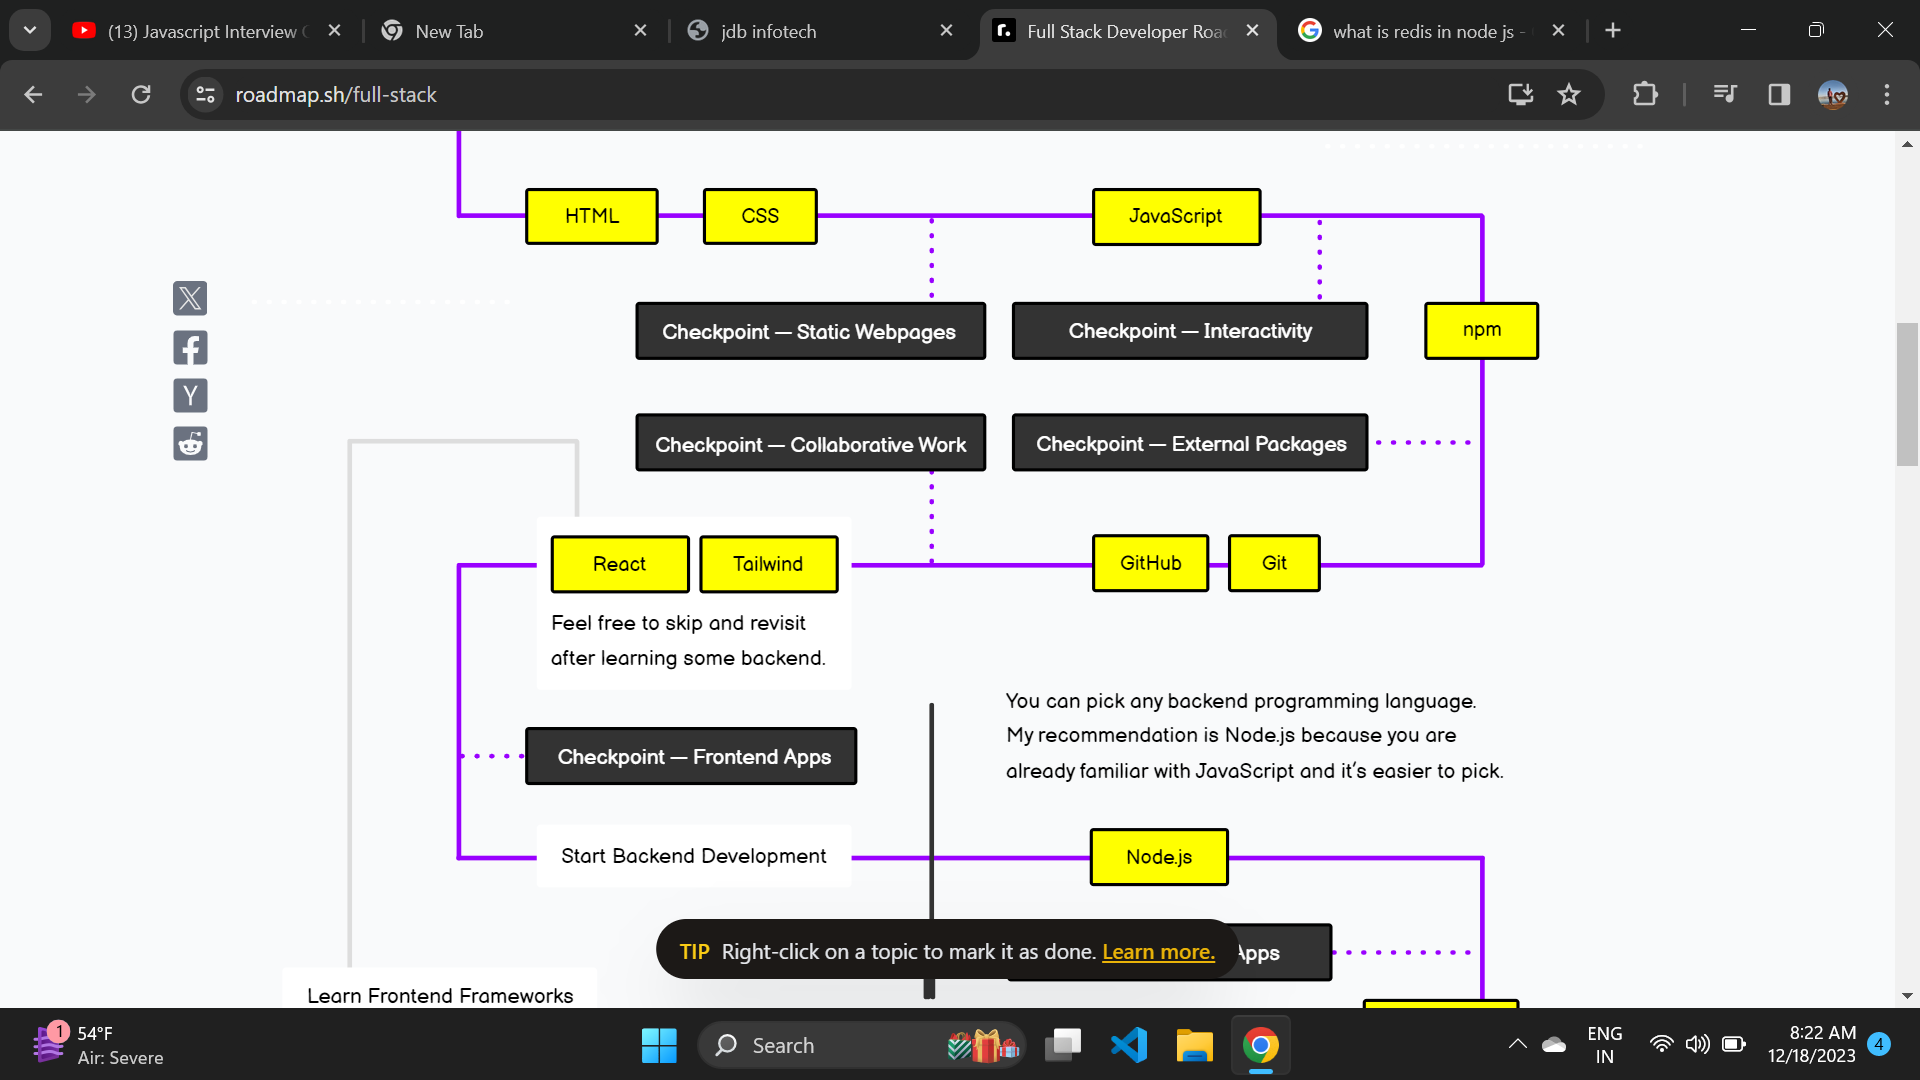 (13) Javascript Interview
New Tab
jdb infotech
Full Stack Developer Roa
what is redis in node js -
roadmap.sh/full-stack
HTML
CSS
JavaScript
Checkpoint — Static Webpages
Checkpoint — Interactivity
npm
Checkpoint — Collaborative Work
Checkpoint — External Packages
React
Tailwind
GitHub
Git
Feel free to skip and revisit
after learning some backend.
You can pick any backend programming language.
My recommendation is Node.js because you are
already familiar with JavaScript and it's easier to pick.
Checkpoint — Frontend Apps
Start Backend Development
Node.js
TIP Right-click on a topic to mark it as done. Learn more.
Apps
Learn Frontend Frameworks
1
54°F
Air: Severe
Search
ENG
IN
8:22 AM
12/18/2023
4